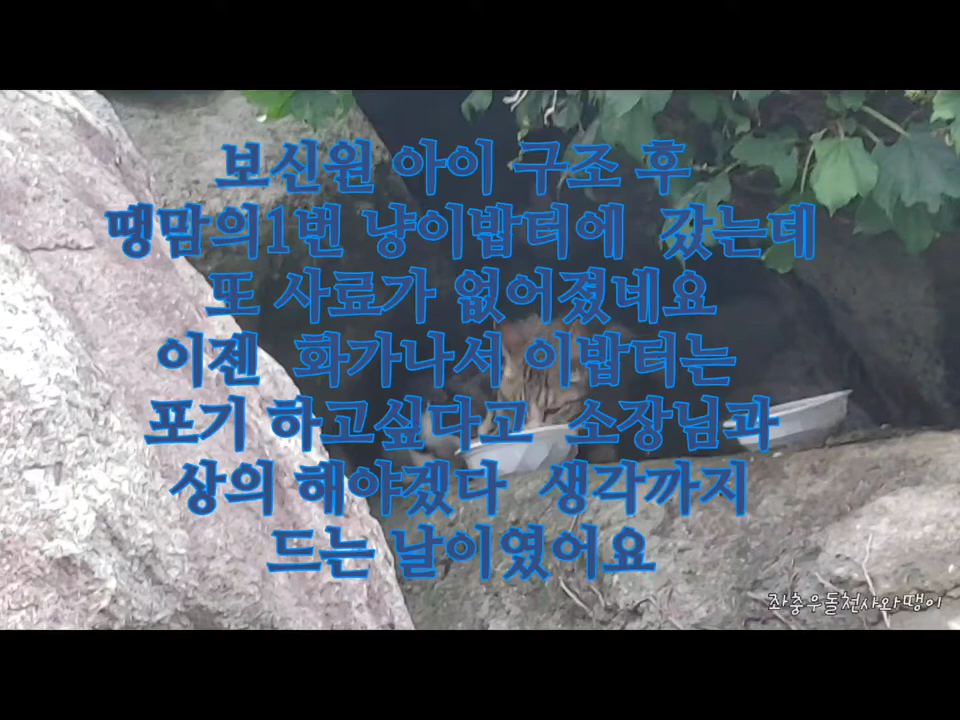 보신원 아이 구조 후
땡맘의1번 냥이밥터에 갔는데
또 사료가 없어졌네요
이젠 화가나서 이밥터는
포기 하고싶다고 소장님과
상의 해야겠다 생각까지
드는 날이였어요
좌충우돌천사와땡이